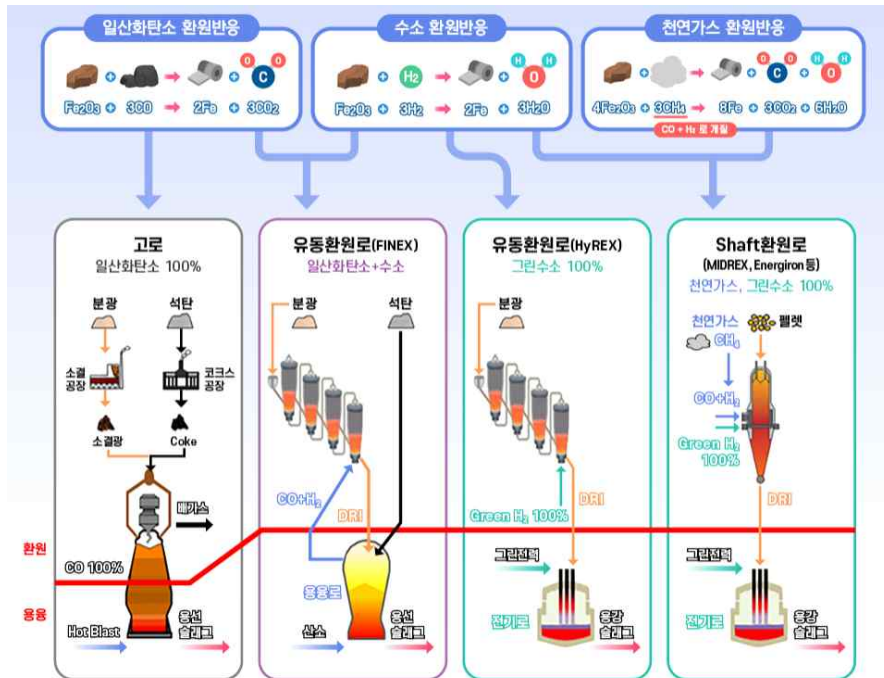 일산화탄소 환원반응
Fe₂O₃ + 3CO → 2Fe + 3CO₂
O O
C
수소 환원반응
H₂
H H
O
Fe₂O₃ + 3H₂ → 2Fe + 3H₂O
천연가스 환원반응
O O H H
C O
4Fe₂O₃ + 3CH₄ → 8Fe + 3CO₂ + 6H₂O
CO + H₂ 로 개질
고로
일산화탄소 100%
분광
석탄
소결
공장
코크스
공장
소결광
Coke
배가스
CO 100%
Hot Blast
용선
슬래그
유동환원로(FINEX)
일산화탄소+수소
분광
석탄
CO+H₂
DRI
용융로
산소
용선
슬래그
유동환원로(HyREX)
그린수소 100%
분광
Green H₂ 100%
DRI
그린전력
전기로
용강
슬래그
Shaft환원로
(MIDREX, Energiron 등)
천연가스, 그린수소 100%
천연가스
CH₄
펠렛
CO+H₂
Green H₂
100%
DRI
그린전력
전기로
용강
슬래그
환원
용융